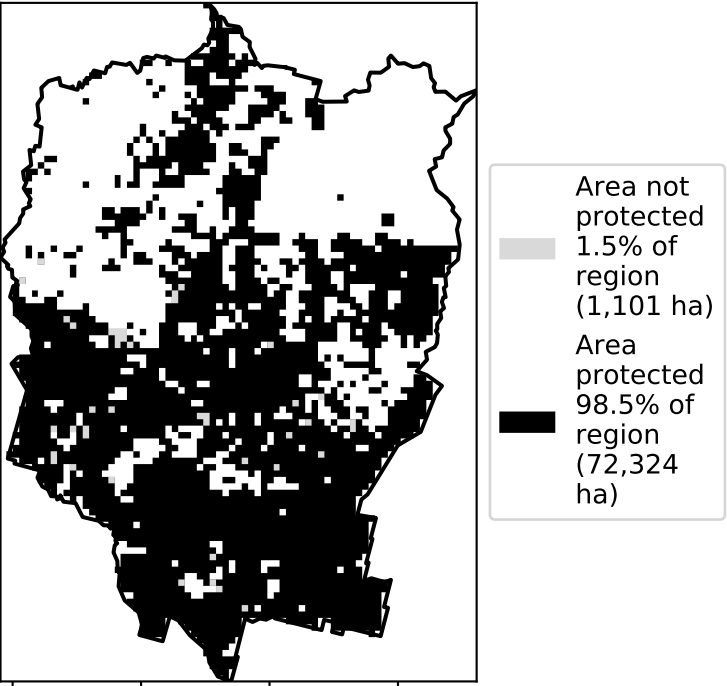 Area not
protected
1.5% of
region
(1,101 ha)
Area
protected
98.5% of
region
(72,324
ha)